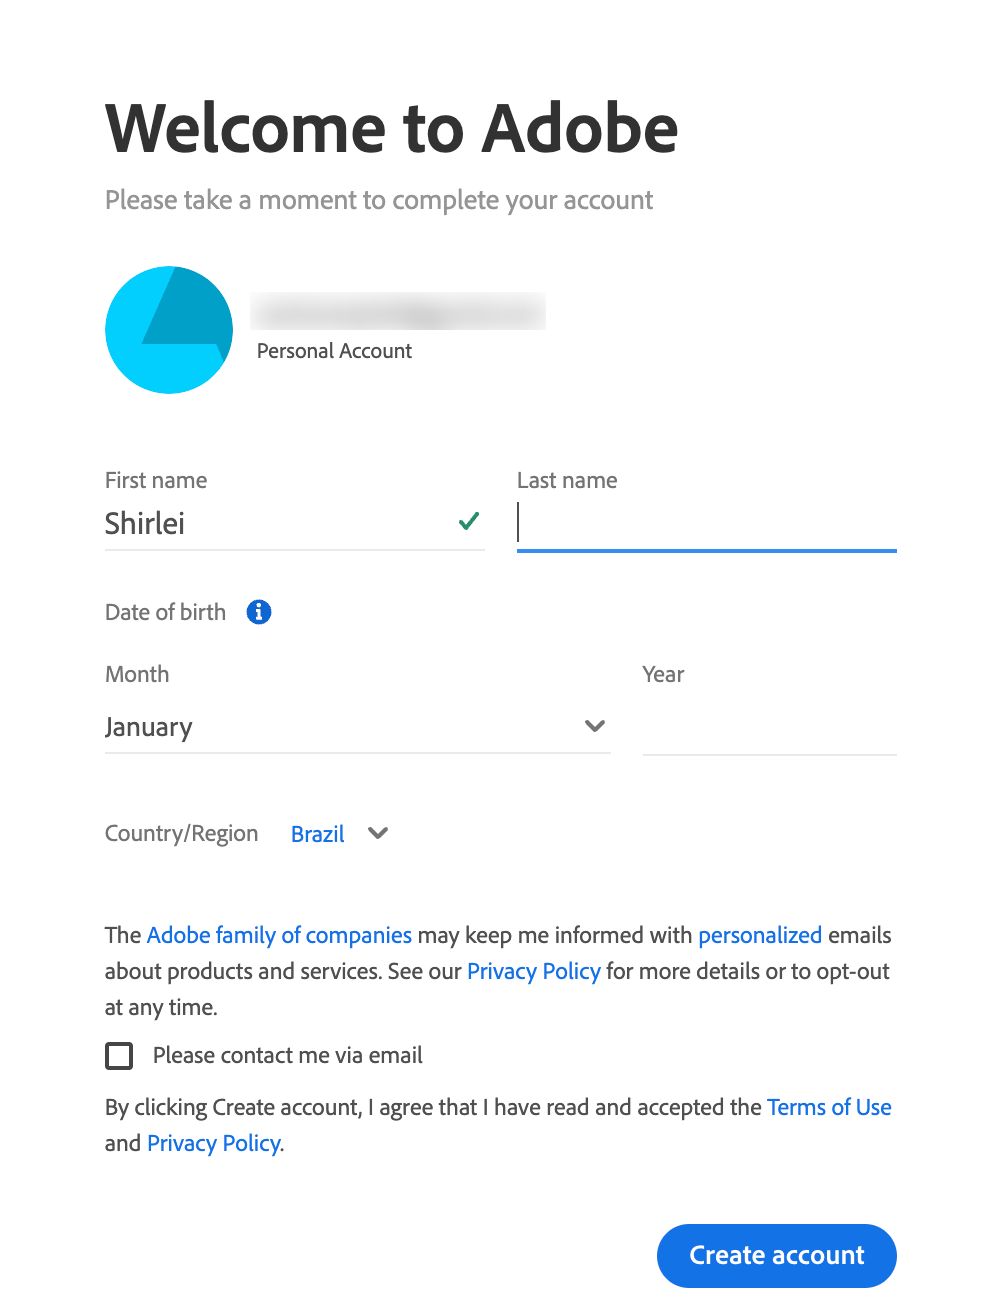 Welcome to Adobe
Please take a moment to complete your account
Personal Account
First name
Last name
Shirlei
Date of birth
Month
Year
January
Country/Region Brazil
The Adobe family of companies may keep me informed with personalized emails
about products and services. See our Privacy Policy for more details or to opt-out
at any time.
Please contact me via email
By clicking Create account, I agree that I have read and accepted the Terms of Use
and Privacy Policy.
Create account